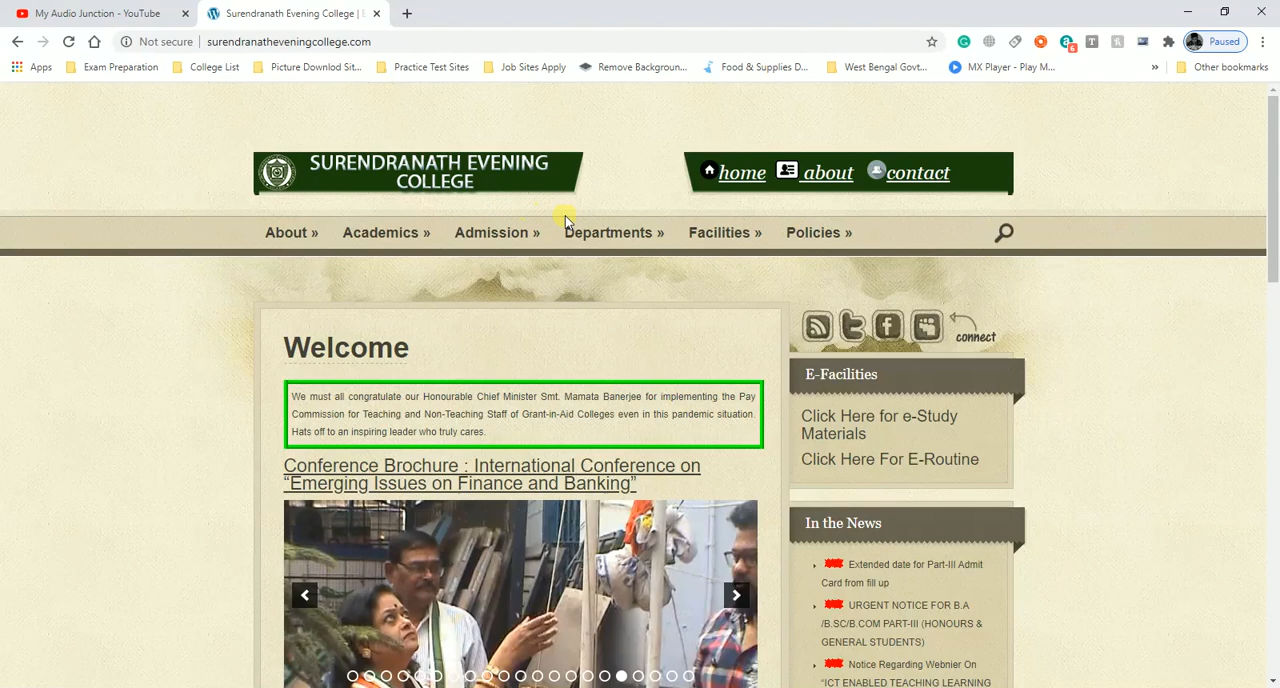 My Audio Junction - YouTube
Surendranath Evening College |
Not secure
surendranatheveningcollege.com
6
T
Paused
Apps
Exam Preparation
College List
Picture Downlod Sit...
Practice Test Sites
Job Sites Apply
Remove Backgroun...
Food & Supplies D...
West Bengal Govt...
MX Player - Play M...
»
Other bookmarks
SURENDRANATH EVENING
COLLEGE
home
about
contact
About »
Academics »
Admission »
Departments »
Facilities »
Policies »
Welcome
We must all congratulate our Honourable Chief Minister Smt. Mamata Banerjee for implementing the Pay
Commission for Teaching and Non-Teaching Staff of Grant-in-Aid Colleges even in this pandemic situation.
Hats off to an inspiring leader who truly cares.
Conference Brochure : International Conference on
“Emerging Issues on Finance and Banking”
connect
E-Facilities
Click Here for e-Study
Materials
Click Here For E-Routine
In the News
Extended date for Part-III Admit
Card from fill up
URGENT NOTICE FOR B.A
/B.SC/B.COM PART-III (HONOURS &
GENERAL STUDENTS)
Notice Regarding Webnier On
“ICT ENABLED TEACHING LEARNING